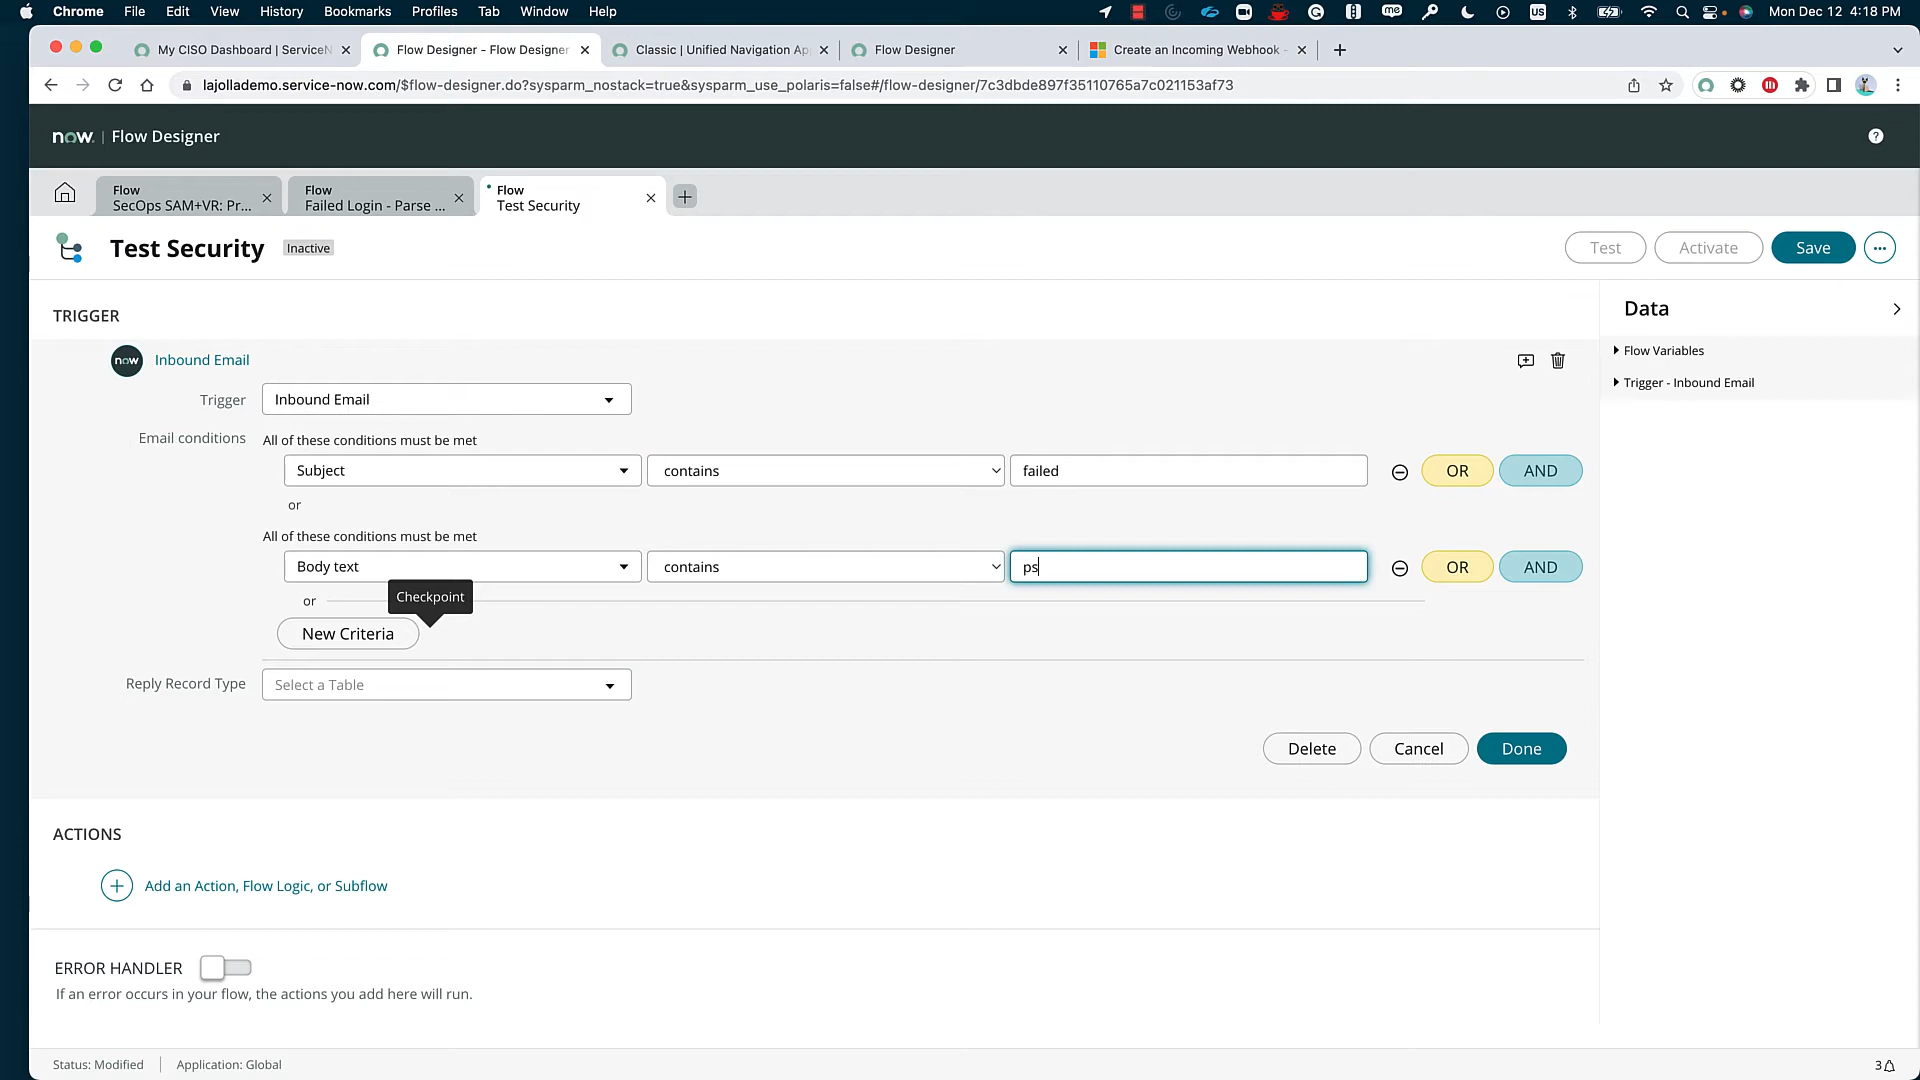 Chrome File Edit View History Bookmarks Profiles Tab Window Help
me US Mon Dec 12 4:18 PM
My CISO Dashboard | ServiceN
Flow Designer - Flow Designer
Classic | Unified Navigation Ap
Flow Designer
Create an Incoming Webhook -
lajollademo.service-now.com/$flow-designer.do?sysparm_nostack=true&sysparm_use_polaris=false#/flow-designer/7c3dbde897f35110765a7c021153af73
now. | Flow Designer
Flow
SecOps SAM+VR: Pr...
Flow
Failed Login - Parse ...
Flow
Test Security
Test Security Inactive
Test Activate Save ...
TRIGGER
now Inbound Email
Trigger Inbound Email
Email conditions All of these conditions must be met
Subject contains failed OR AND
or
All of these conditions must be met
Body text contains ps OR AND
or
Checkpoint
New Criteria
Reply Record Type Select a Table
Delete Cancel Done
ACTIONS
Add an Action, Flow Logic, or Subflow
ERROR HANDLER
If an error occurs in your flow, the actions you add here will run.
Data
Flow Variables
Trigger - Inbound Email
Status: Modified | Application: Global
3